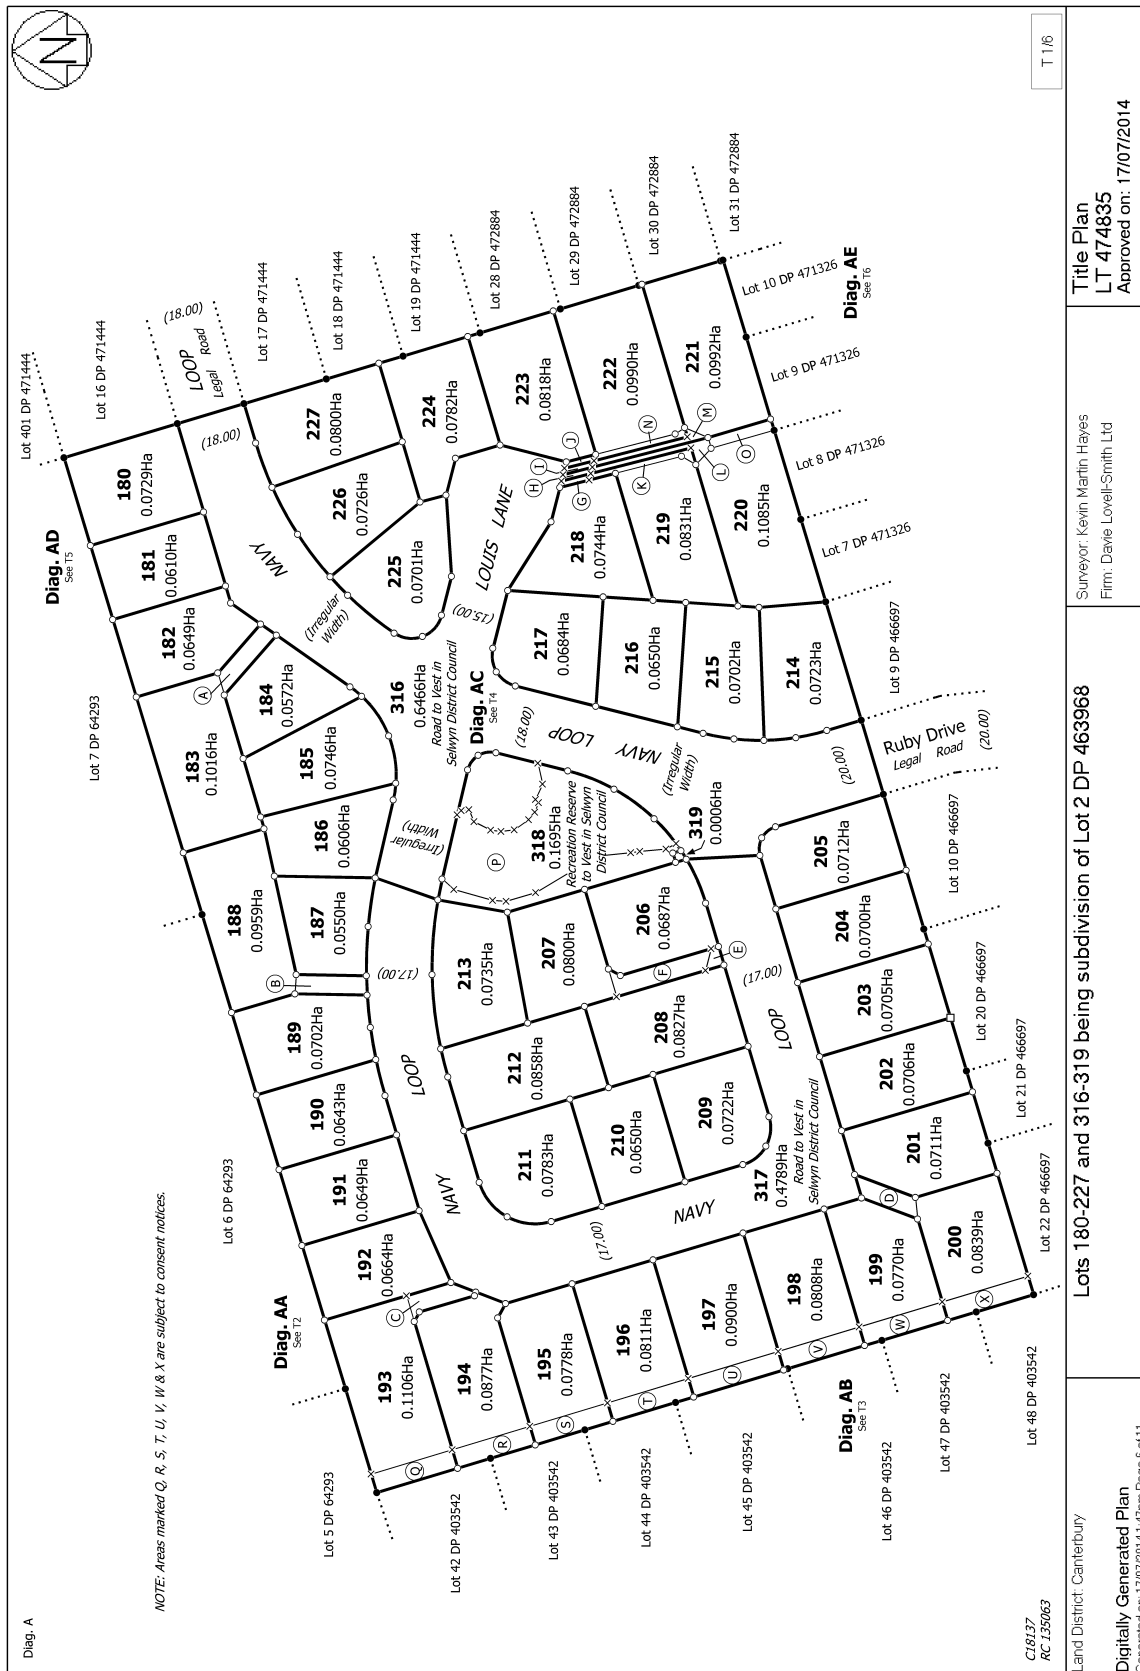 Diag. A
N
T 1/6
NOTE: Areas marked Q, R, S, T, U, V, W & X are subject to consent notices.
Lot 5 DP 64293
Lot 6 DP 64293
Lot 7 DP 64293
Lot 401 DP 471444
Lot 16 DP 471444
LOOP
Legal Road
(18.00)
Lot 17 DP 471444
Lot 18 DP 471444
Lot 19 DP 471444
Lot 28 DP 472884
Lot 29 DP 472884
Lot 30 DP 472884
Lot 31 DP 472884
Lot 10 DP 471326
Lot 9 DP 471326
Lot 8 DP 471326
Lot 7 DP 471326
Lot 9 DP 466697
Ruby Drive
Legal Road
(20.00)
(20.00)
Lot 10 DP 466697
Lot 20 DP 466697
Lot 21 DP 466697
Lot 22 DP 466697
Lot 42 DP 403542
Lot 43 DP 403542
Lot 44 DP 403542
Lot 45 DP 403542
Lot 46 DP 403542
Lot 47 DP 403542
Lot 48 DP 403542
Diag. AA
See T2
Diag. AB
See T3
Diag. AC
See T4
Diag. AD
See T5
Diag. AE
See T6
180
0.0729Ha
181
0.0610Ha
182
0.0649Ha
183
0.1016Ha
184
0.0572Ha
185
0.0746Ha
186
0.0606Ha
187
0.0550Ha
188
0.0959Ha
189
0.0702Ha
190
0.0643Ha
191
0.0649Ha
192
0.0664Ha
193
0.1106Ha
194
0.0877Ha
195
0.0778Ha
196
0.0811Ha
197
0.0900Ha
198
0.0808Ha
199
0.0770Ha
200
0.0839Ha
201
0.0711Ha
202
0.0706Ha
203
0.0705Ha
204
0.0700Ha
205
0.0712Ha
206
0.0687Ha
207
0.0800Ha
208
0.0827Ha
209
0.0722Ha
210
0.0650Ha
211
0.0783Ha
212
0.0858Ha
213
0.0735Ha
214
0.0723Ha
215
0.0702Ha
216
0.0650Ha
217
0.0684Ha
218
0.0744Ha
219
0.0831Ha
220
0.1085Ha
221
0.0992Ha
222
0.0990Ha
223
0.0818Ha
224
0.0782Ha
225
0.0701Ha
226
0.0726Ha
227
0.0800Ha
316
0.6466Ha
Road to Vest in
Selwyn District Council
317
0.4789Ha
Road to Vest in
Selwyn District Council
318
0.1695Ha
Recreation Reserve
to Vest in Selwyn
District Council
319
0.0006Ha
NAVY
(18.00)
(Irregular
Width)
LOUIS LANE
(15.00)
NAVY LOOP
(18.00)
(Irregular
Width)
(Irregular
Width)
NAVY LOOP
(17.00)
NAVY
(17.00)
LOOP
(17.00)
A
B
C
D
E
F
G
H
I
J
K
L
M
N
O
P
Q
R
S
T
U
V
W
X
C18137
RC 135063
Land District: Canterbury
Digitally Generated Plan
Lots 180-227 and 316-319 being subdivision of Lot 2 DP 463968
Surveyor: Kevin Martin Hayes
Firm: Davie Lovell-Smith Ltd
Title Plan
LT 474835
Approved on: 17/07/2014